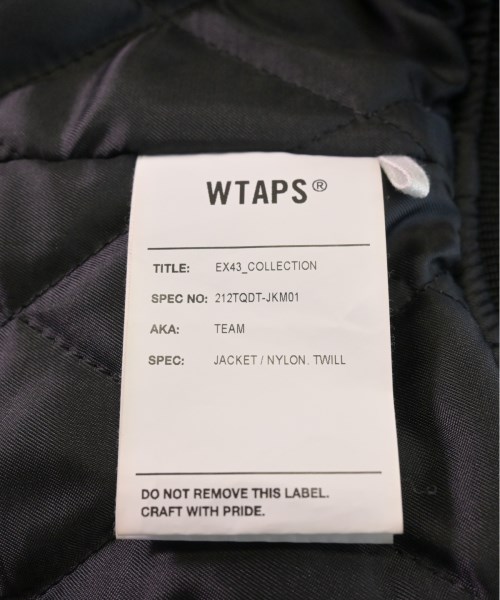 WTAPS®
TITLE: EX43_COLLECTION
SPEC NO: 212TQDT-JKM01
AKA: TEAM
SPEC: JACKET / NYLON. TWILL
DO NOT REMOVE THIS LABEL.
CRAFT WITH PRIDE.